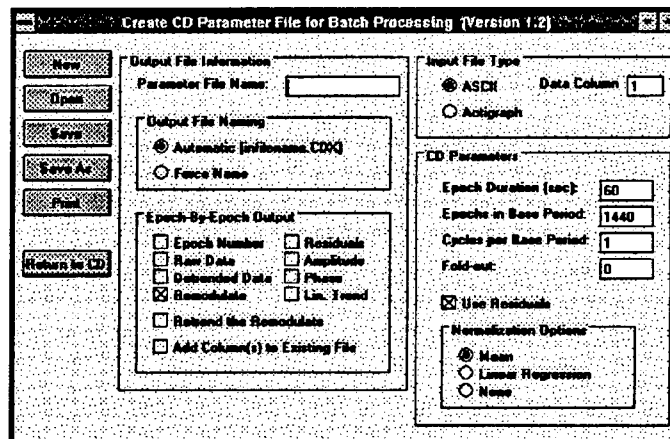 Create CD Parameter File for Batch Processing (Version 1.2)
New
Open
Save
Save As
Print
Return to CD
Output File Information
Parameter File Name:
Output File Naming
Automatic [infilename.CDX]
Force Name
Epoch-By-Epoch Output
Epoch Number
Raw Data
Detrended Data
Remodulate
Residuals
Amplitude
Phase
Lin. Trend
Retrend the Remodulate
Add Column(s) to Existing File
Input File Type
ASCII
Data Column 1
Actigraph
CD Parameters
Epoch Duration (sec): 60
Epochs in Base Period: 1440
Cycles per Base Period: 1
Fold-out: 0
Use Residuals
Normalization Options
Mean
Linear Regression
None